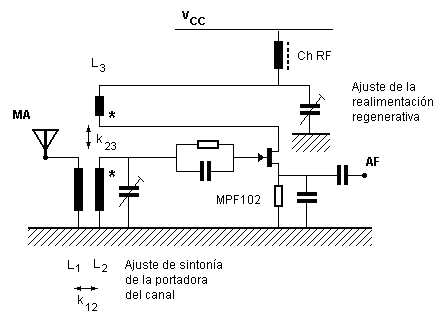 VCC
Ch RF
L3
*
Ajuste de la
realimentación
regenerativa
MA
k23
*
AF
MPF102
L1 L2
k12
Ajuste de sintonía
de la portadora
del canal